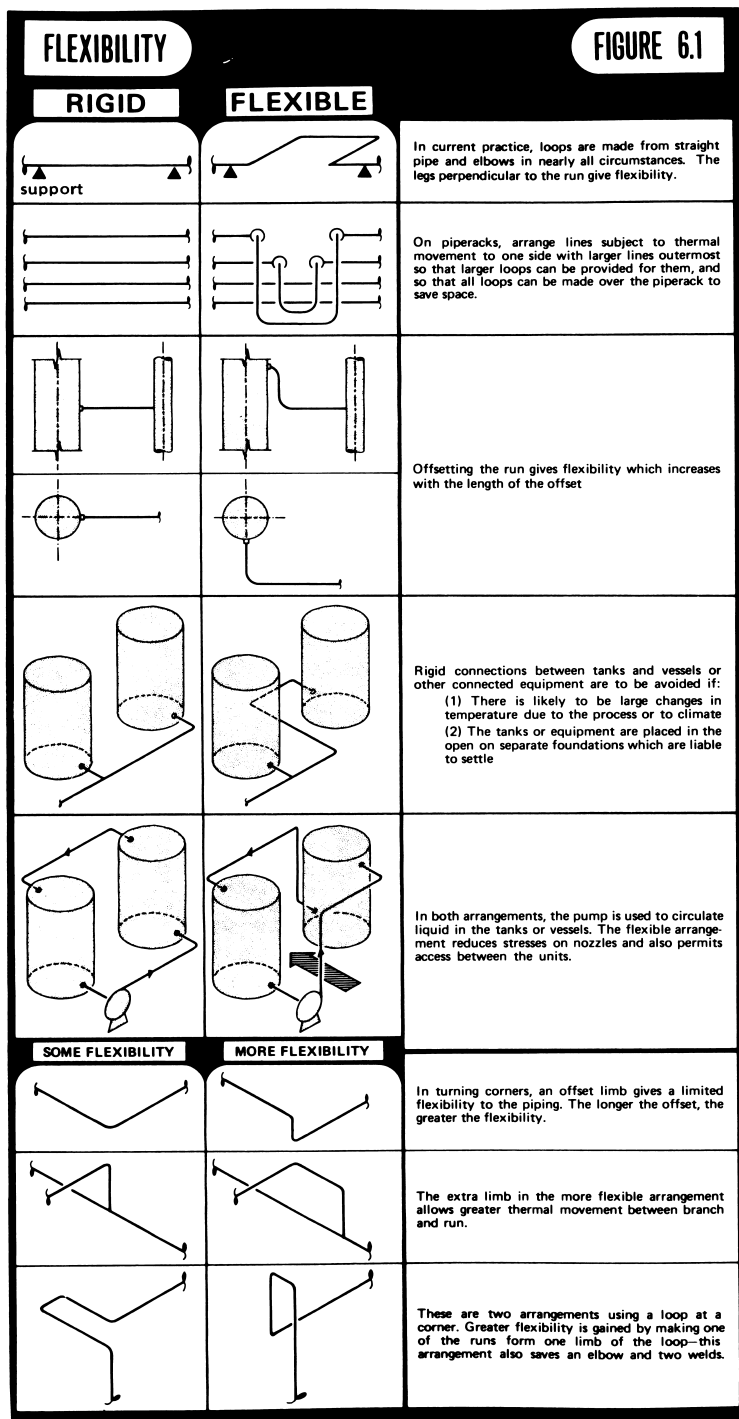 FLEXIBILITY
FIGURE 6.1
RIGID
FLEXIBLE
support
In current practice, loops are made from straight
pipe and elbows in nearly all circumstances. The
legs perpendicular to the run give flexibility.
On piperacks, arrange lines subject to thermal
movement to one side with larger lines outermost
so that larger loops can be provided for them, and
so that all loops can be made over the piperack to
save space.
Offsetting the run gives flexibility which increases
with the length of the offset
Rigid connections between tanks and vessels or
other connected equipment are to be avoided if:
(1) There is likely to be large changes in
temperature due to the process or to climate
(2) The tanks or equipment are placed in the
open on separate foundations which are liable
to settle
In both arrangements, the pump is used to circulate
liquid in the tanks or vessels. The flexible arrange-
ment reduces stresses on nozzles and also permits
access between the units.
SOME FLEXIBILITY
MORE FLEXIBILITY
In turning corners, an offset limb gives a limited
flexibility to the piping. The longer the offset, the
greater the flexibility.
The extra limb in the more flexible arrangement
allows greater thermal movement between branch
and run.
These are two arrangements using a loop at a
corner. Greater flexibility is gained by making one
of the runs form one limb of the loop—this
arrangement also saves an elbow and two welds.